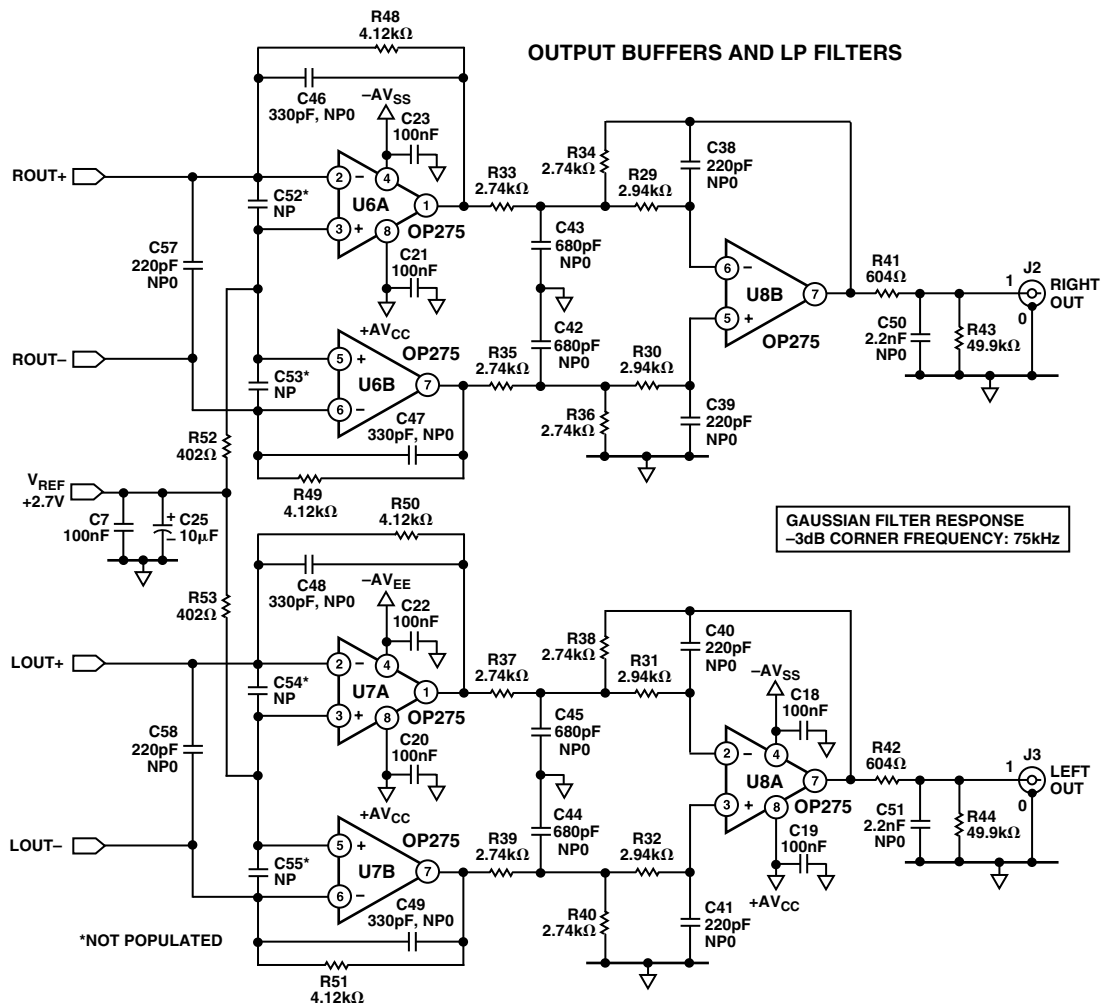 OUTPUT BUFFERS AND LP FILTERS
R48
4.12kΩ
C46
330pF, NP0
–AVSS
C23
100nF
ROUT+
C52*
NP
2
–
4
U6A
1
3
+
8
OP275
R33
2.74kΩ
R34
2.74kΩ
R29
2.94kΩ
C38
220pF
NP0
C57
220pF
NP0
C21
100nF
C43
680pF
NP0
6
–
U8B
7
5
+
OP275
R41
604Ω
J2
1
RIGHT
OUT
0
C50
2.2nF
NP0
R43
49.9kΩ
+AVCC
OP275
ROUT–
C53*
NP
5
+
U6B
7
6
–
C42
680pF
NP0
R35
2.74kΩ
R30
2.94kΩ
R36
2.74kΩ
C39
220pF
NP0
C47
330pF, NP0
R52
402Ω
R49
4.12kΩ
VREF
+2.7V
C7
100nF
+
–
C25
10µF
R50
4.12kΩ
GAUSSIAN FILTER RESPONSE
–3dB CORNER FREQUENCY: 75kHz
R53
402Ω
C48
330pF, NP0
–AVEE
C22
100nF
LOUT+
C54*
NP
2
–
4
U7A
1
3
+
8
OP275
R37
2.74kΩ
R38
2.74kΩ
R31
2.94kΩ
C40
220pF
NP0
–AVSS
C18
100nF
C58
220pF
NP0
C20
100nF
C45
680pF
NP0
2
–
4
U8A
7
3
+
8
OP275
R42
604Ω
J3
1
LEFT
OUT
0
C51
2.2nF
NP0
R44
49.9kΩ
C19
100nF
+AVCC
+AVCC
OP275
LOUT–
C55*
NP
5
+
U7B
7
6
–
C44
680pF
NP0
R39
2.74kΩ
R32
2.94kΩ
R40
2.74kΩ
C41
220pF
NP0
C49
330pF, NP0
*NOT POPULATED
R51
4.12kΩ